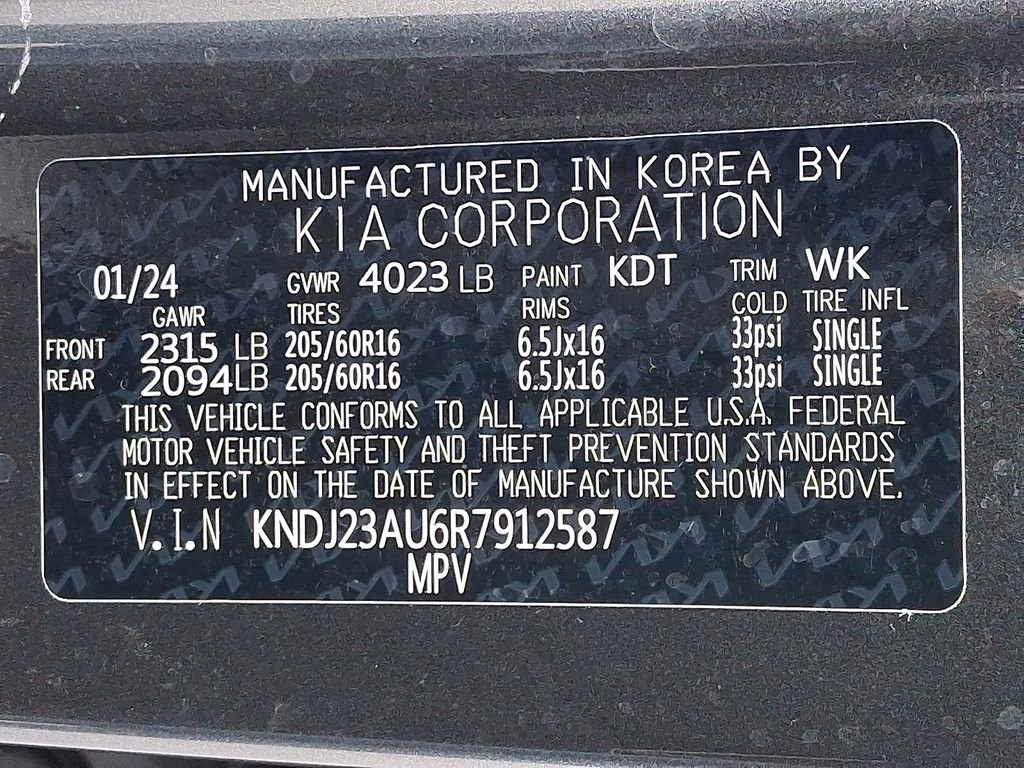 MANUFACTURED IN KOREA BY
KIA CORPORATION
01/24 GVWR 4023 LB PAINT KDT TRIM WK
GAWR TIRES RIMS COLD TIRE INFL
FRONT 2315 LB 205/60R16 6.5Jx16 33psi SINGLE
REAR 2094LB 205/60R16 6.5Jx16 33psi SINGLE
THIS VEHICLE CONFORMS TO ALL APPLICABLE U.S.A. FEDERAL
MOTOR VEHICLE SAFETY AND THEFT PREVENTION STANDARDS
IN EFFECT ON THE DATE OF MANUFACTURE SHOWN ABOVE.
V.I.N KNDJ23AU6R7912587
MPV